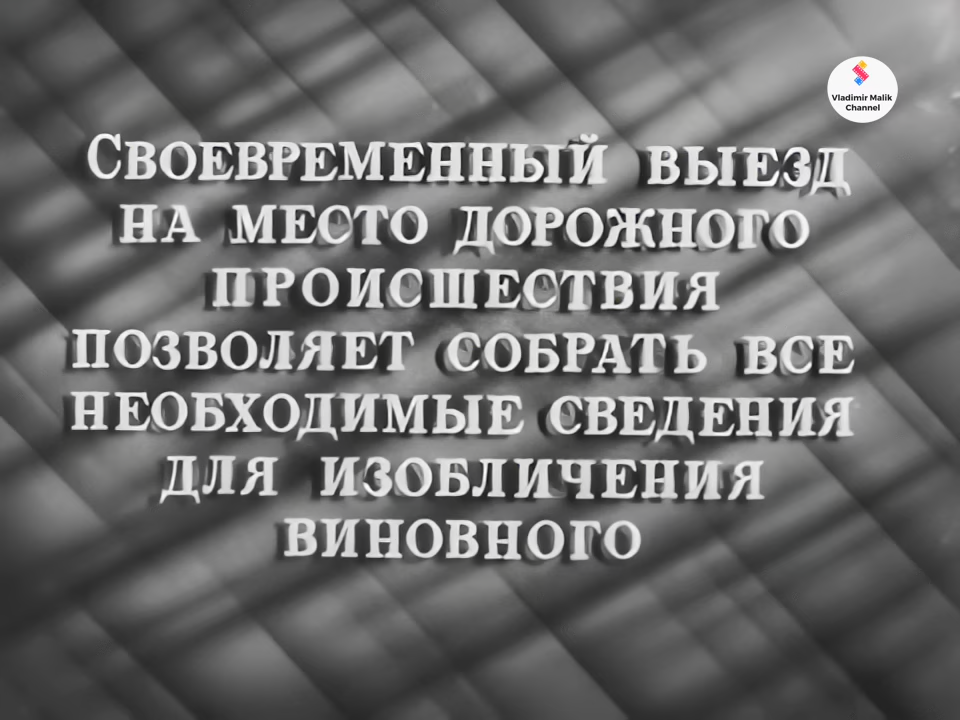 Vladimir Malik
Channel
Своевременный выезд
на место дорожного
происшествия
позволяет собрать все
необходимые сведения
для изобличения
виновного